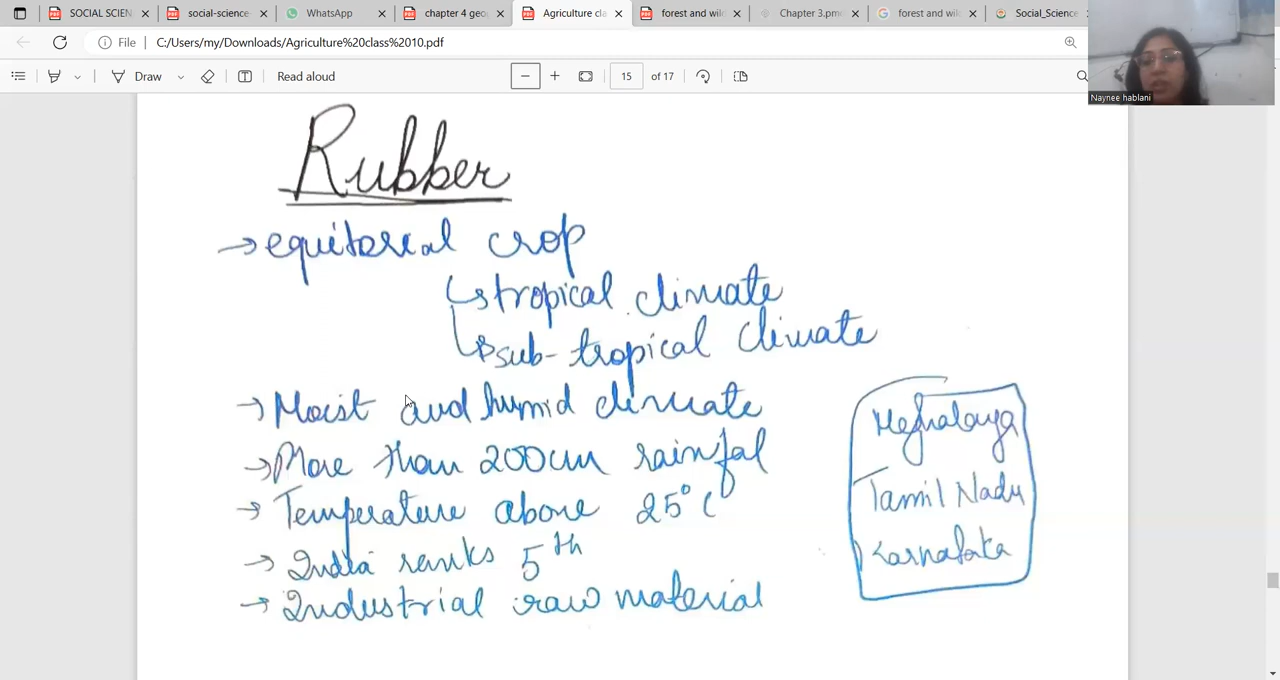 SOCIAL SCIEN
social-science
WhatsApp
chapter 4 geo
Agriculture cla
forest and wild
Chapter 3.pm
forest and wild
Social_Science
File C:/Users/my/Downloads/Agriculture%20class%2010.pdf
Draw
Read aloud
15 of 17
Naynee hablani
Rubber
→ equitoreal crop
↳ tropical climate
↳ sub-tropical climate
→ Moist and humid climate
→ More than 200cm rainfal
→ Temperature above 25°C
→ India ranks 5th
→ Industrial raw material
Meghalaya
Tamil Nadu
Karnataka